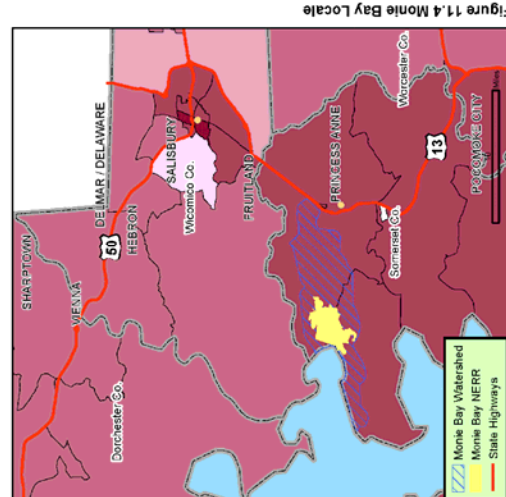 Figure 11.4 Monie Bay Locale
SHARPTOWN
VIENNA
DELMAR / DELAWARE
HEBRON
50
SALISBURY
Wicomico Co.
Dorchester Co.
FRUITLAND
PRINCESS ANNE
Worcester Co.
Somerset Co.
13
POCOMOKE CITY
Miles
Monie Bay Watershed
Monie Bay NERR
State Highways